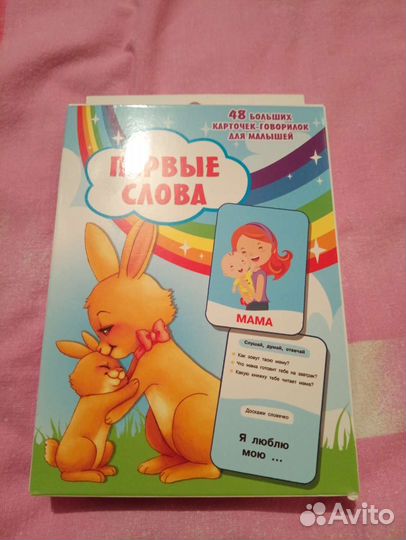 48 БОЛЬШИХ
КАРТОЧЕК-ГОВОРИЛОК
ДЛЯ МАЛЫШЕЙ
ПЕРВЫЕ
СЛОВА
МАМА
Слушай, думай, отвечай
Как зовут твою маму?
Что мама готовит тебе на завтрак?
Какую книжку тебе читает мама?
Доскажи словечко
Я люблю
мою ...
Avito